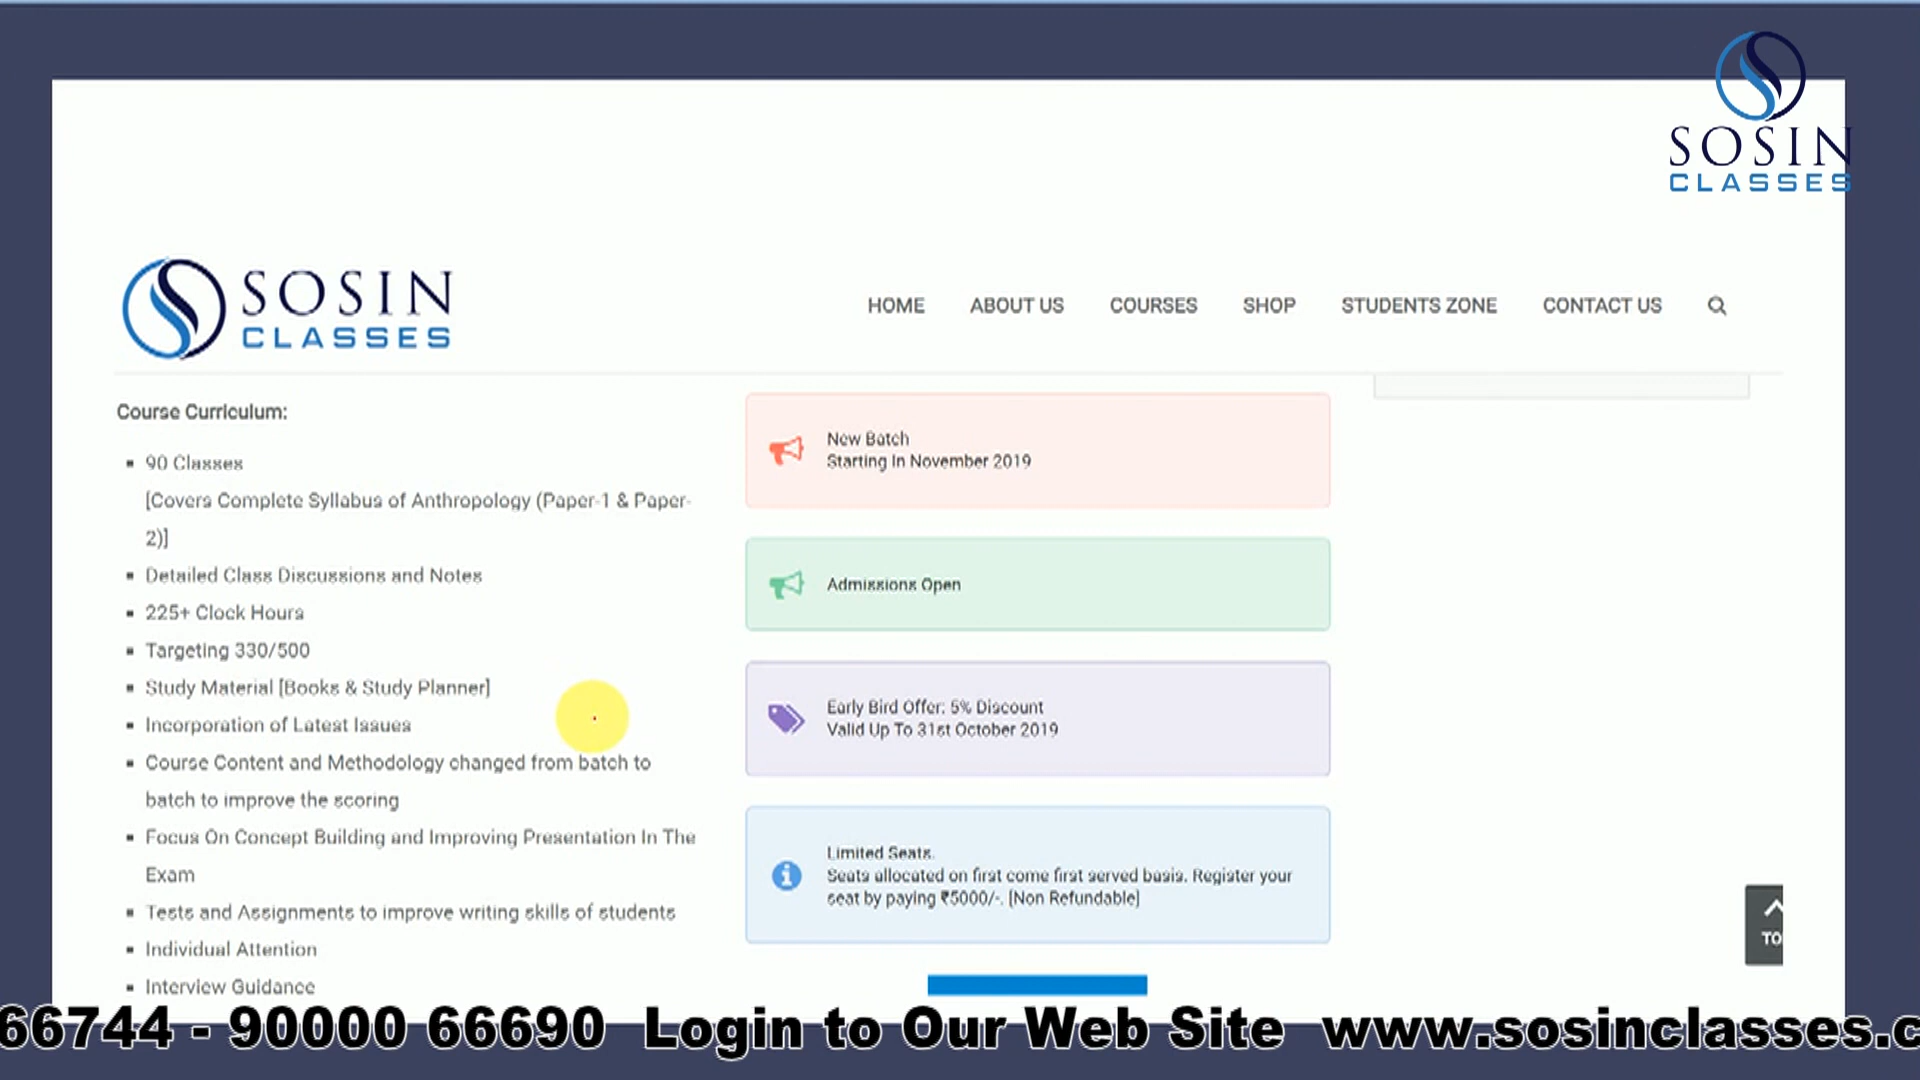 SOSIN
CLASSES
SOSIN
CLASSES
HOME ABOUT US COURSES SHOP STUDENTS ZONE CONTACT US
Course Curriculum:
90 Classes
[Covers Complete Syllabus of Anthropology (Paper-1 & Paper-
2)]
Detailed Class Discussions and Notes
225+ Clock Hours
Targeting 330/500
Study Material [Books & Study Planner]
Incorporation of Latest Issues
Course Content and Methodology changed from batch to
batch to improve the scoring
Focus On Concept Building and Improving Presentation In The
Exam
Tests and Assignments to improve writing skills of students
Individual Attention
Interview Guidance
New Batch
Starting In November 2019
Admissions Open
Early Bird Offer: 5% Discount
Valid Up To 31st October 2019
Limited Seats.
Seats allocated on first come first served basis. Register your
seat by paying ₹5000/-. [Non Refundable]
TO
66744 - 90000 66690 Login to Our Web Site www.sosinclasses.c